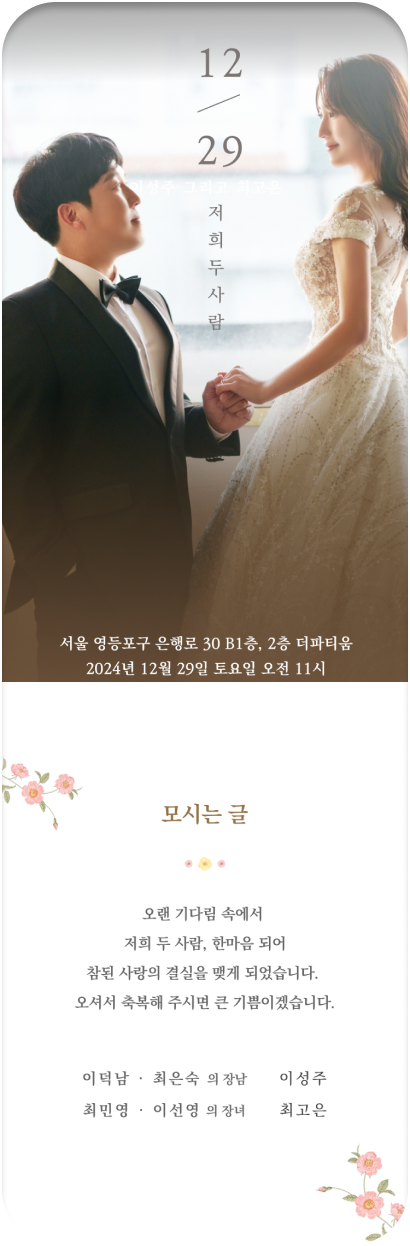 12
29
이성주 그리고 최고은
저희 두 사람
서울 영등포구 은행로 30 B1층, 2층 더파티움
2024년 12월 29일 토요일 오전 11시
모시는 글
오랜 기다림 속에서
저희 두 사람, 한마음 되어
참된 사랑의 결실을 맺게 되었습니다.
오셔서 축복해 주시면 큰 기쁨이겠습니다.
이덕남 · 최은숙 의 장남 이성주
최민영 · 이선영 의 장녀 최고은